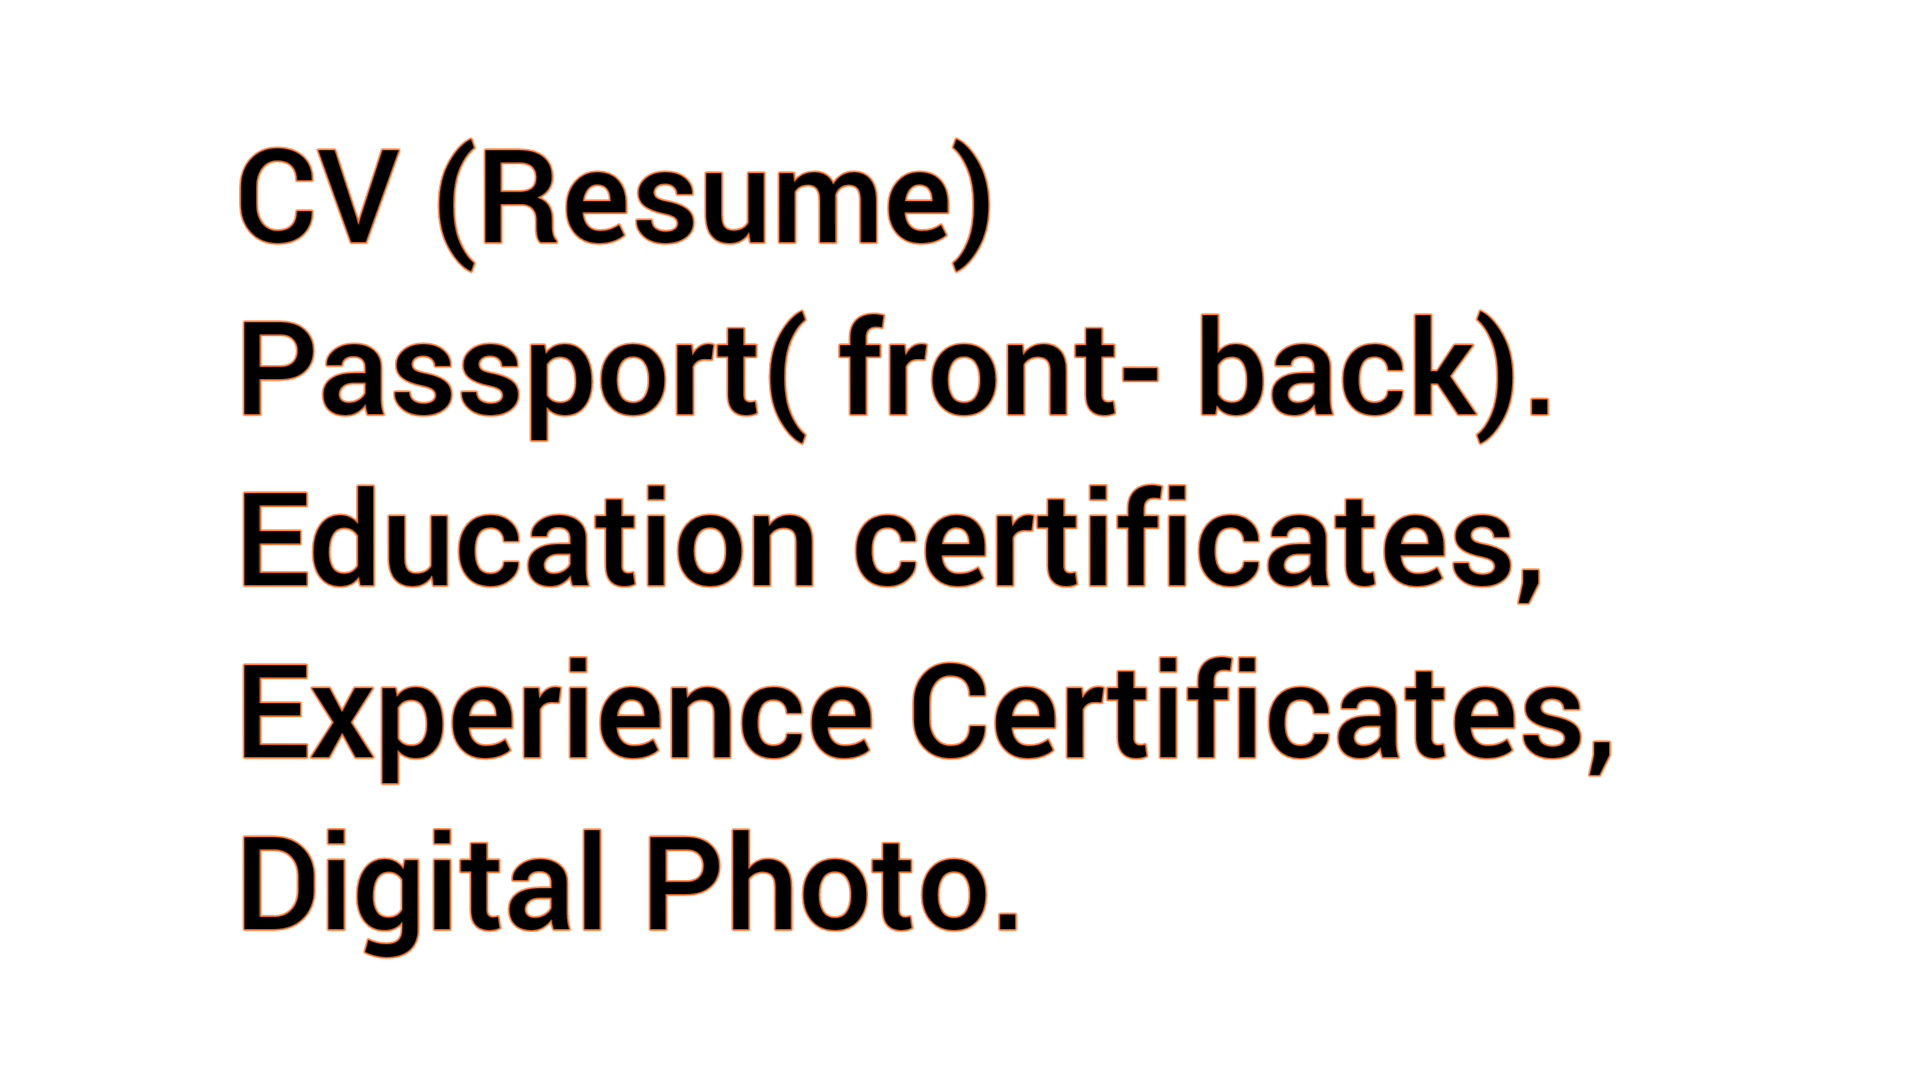 CV (Resume)
Passport( front- back).
Education certificates,
Experience Certificates,
Digital Photo.